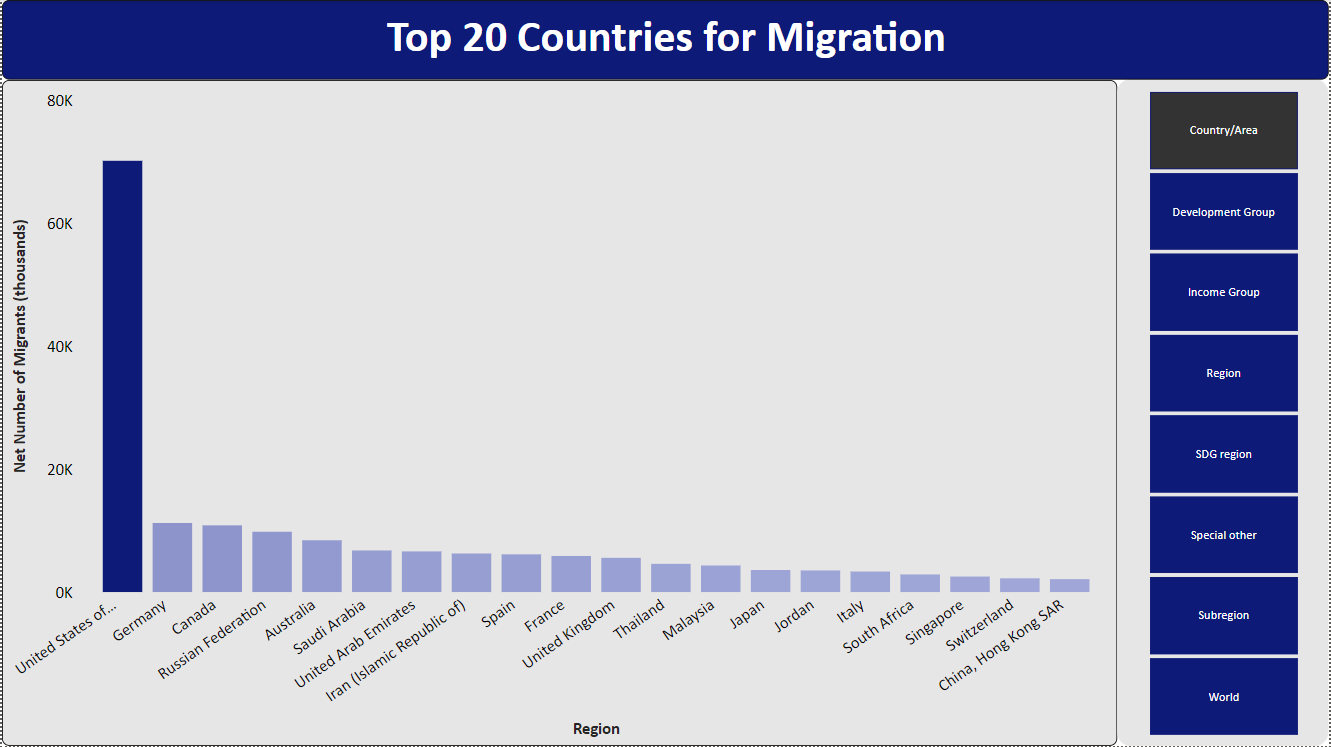 Top 20 Countries for Migration
80K
60K
40K
20K
0K
Net Number of Migrants (thousands)
United States of...
Germany
Canada
Russian Federation
Australia
Saudi Arabia
United Arab Emirates
Iran (Islamic Republic of)
Spain
France
United Kingdom
Thailand
Malaysia
Japan
Jordan
Italy
South Africa
Singapore
Switzerland
China, Hong Kong SAR
Region
Country/Area
Development Group
Income Group
Region
SDG region
Special other
Subregion
World